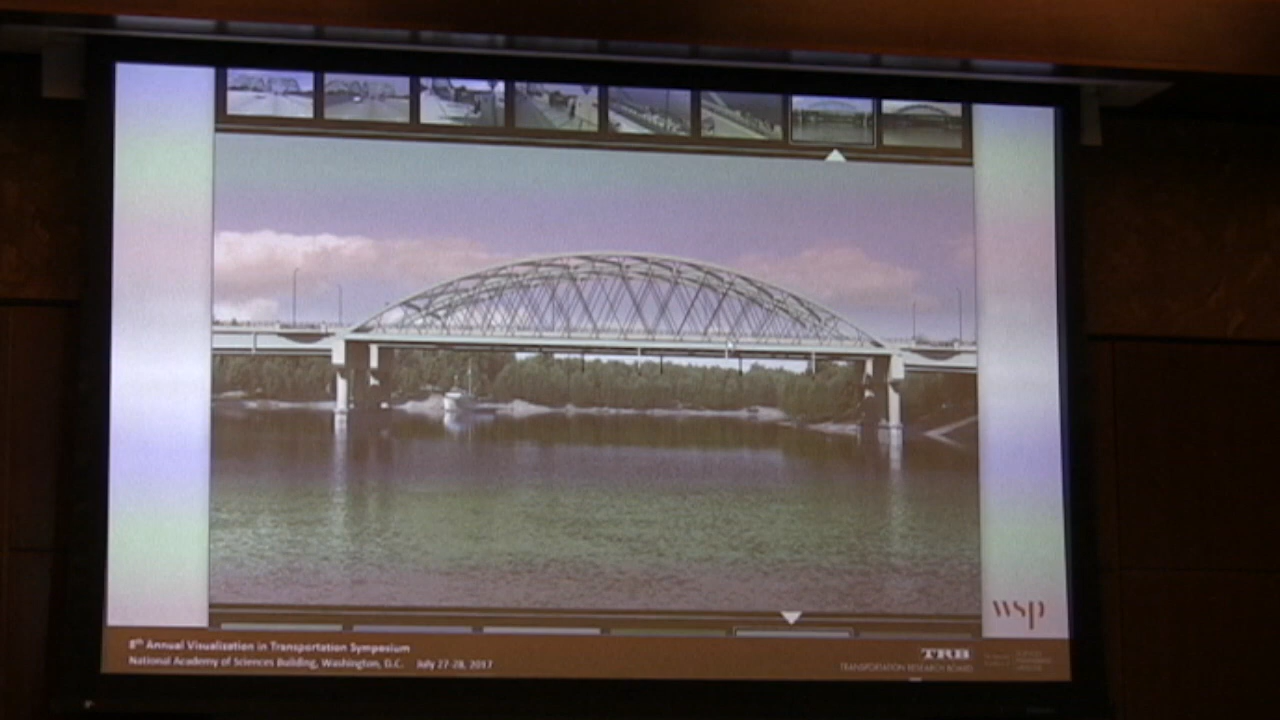 wsp
8th Annual Visualization in Transportation Symposium
National Academy of Sciences Building, Washington, D.C. July 27-28, 2017
TRB
TRANSPORTATION RESEARCH BOARD